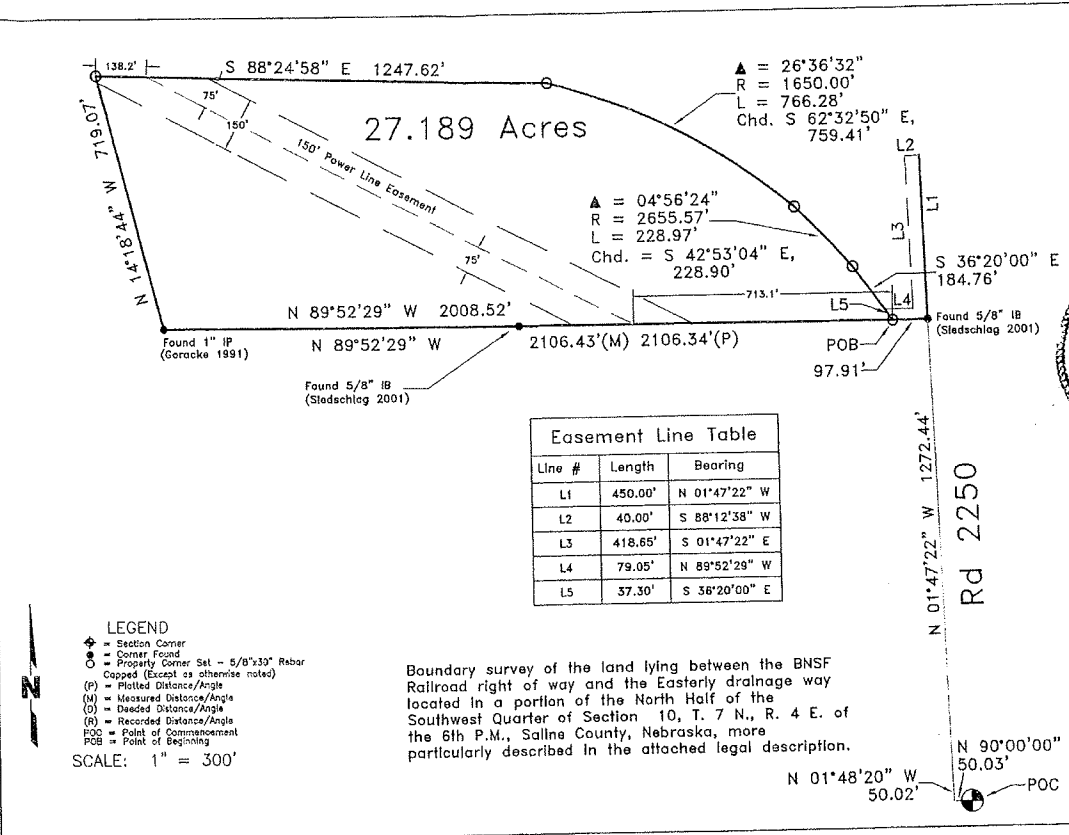 138.2'
S 88°24'58" E 1247.62'
▲ = 26°36'32"
R = 1650.00'
L = 766.28'
Chd. S 62°32'50" E,
759.41'
75'
150'
27.189 Acres
150' Power Line Easement
N 14°18'44" W 719.07'
L2
L1
L3
▲ = 04°56'24"
R = 2655.57'
L = 228.97'
Chd. = S 42°53'04" E,
228.90'
75'
S 36°20'00" E
184.76'
713.1'
L5
L4
N 89°52'29" W 2008.52'
Found 1" IP
(Goracke 1991)
N 89°52'29" W
2106.43'(M) 2106.34'(P)
POB
97.91'
Found 5/8" IB
(Sladschlag 2001)
Found 5/8" IB
(Sladschlag 2001)
N 01°47'22" W 1272.44'
Rd 2250
Easement Line Table
Line # Length Bearing
L1 450.00' N 01°47'22" W
L2 40.00' S 88°12'38" W
L3 418.65' S 01°47'22" E
L4 79.05' N 89°52'29" W
L5 37.30' S 36°20'00" E
N
LEGEND
= Section Corner
= Corner Found
= Property Corner Set - 5/8"x30" Rebar
Capped (Except as otherwise noted)
(P) = Platted Distance/Angle
(M) = Measured Distance/Angle
(D) = Deeded Distance/Angle
(R) = Recorded Distance/Angle
POC = Point of Commencement
POB = Point of Beginning
SCALE: 1" = 300'
Boundary survey of the land lying between the BNSF
Railroad right of way and the Easterly drainage way
located in a portion of the North Half of the
Southwest Quarter of Section 10, T. 7 N., R. 4 E. of
the 6th P.M., Saline County, Nebraska, more
particularly described in the attached legal description.
N 90°00'00"
50.03'
N 01°48'20" W
50.02'
POC